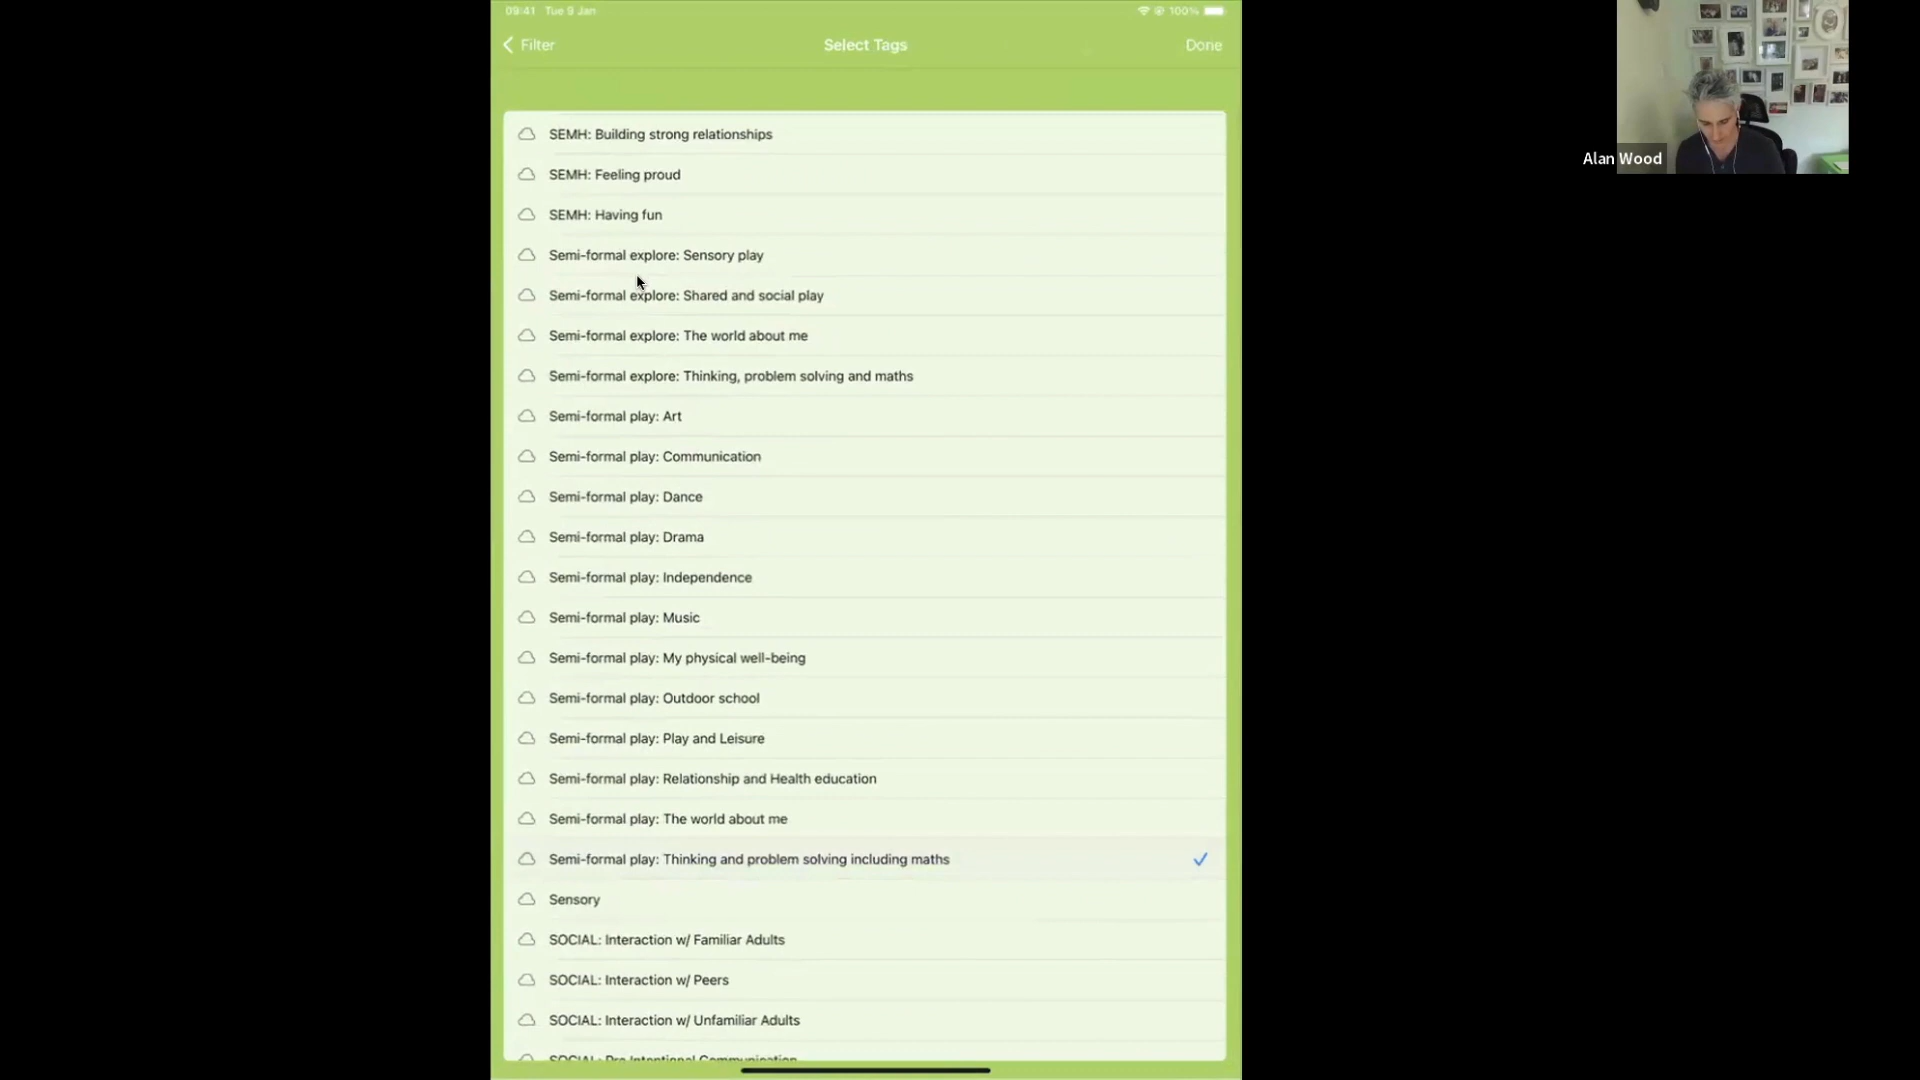 09:41 Tue 9 Jan
100%
Filter
Select Tags
Done
SEMH: Building strong relationships
SEMH: Feeling proud
SEMH: Having fun
Semi-formal explore: Sensory play
Semi-formal explore: Shared and social play
Semi-formal explore: The world about me
Semi-formal explore: Thinking, problem solving and maths
Semi-formal play: Art
Semi-formal play: Communication
Semi-formal play: Dance
Semi-formal play: Drama
Semi-formal play: Independence
Semi-formal play: Music
Semi-formal play: My physical well-being
Semi-formal play: Outdoor school
Semi-formal play: Play and Leisure
Semi-formal play: Relationship and Health education
Semi-formal play: The world about me
Semi-formal play: Thinking and problem solving including maths
Sensory
SOCIAL: Interaction w/ Familiar Adults
SOCIAL: Interaction w/ Peers
SOCIAL: Interaction w/ Unfamiliar Adults
SOCIAL: Pre Intentional Communication
Alan Wood